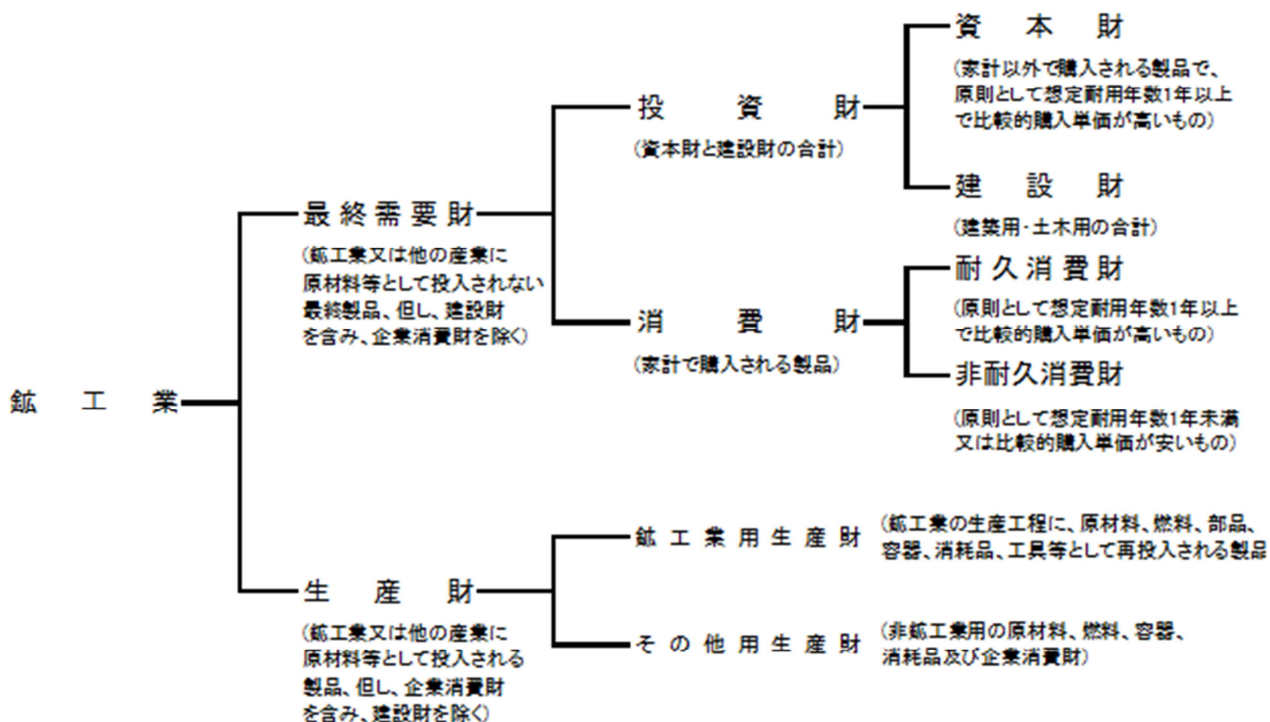 鉱工業
最終需要財
(鉱工業又は他の産業に
原材料等として投入されない
最終製品、但し、建設財
を含み、企業消費財を除く)
投資財
(資本財と建設財の合計)
資本財
(家計以外で購入される製品で、
原則として想定耐用年数1年以上
で比較的購入単価が高いもの)
建設財
(建築用・土木用の合計)
消費財
(家計で購入される製品)
耐久消費財
(原則として想定耐用年数1年以上
で比較的購入単価が高いもの)
非耐久消費財
(原則として想定耐用年数1年未満
又は比較的購入単価が安いもの)
生産財
(鉱工業又は他の産業に
原材料等として投入される
製品、但し、企業消費財
を含み、建設財を除く)
鉱工業用生産財
(鉱工業の生産工程に、原材料、燃料、部品、
容器、消耗品、工具等として再投入される製品
その他用生産財
(非鉱工業用の原材料、燃料、容器、
消耗品及び企業消費財)